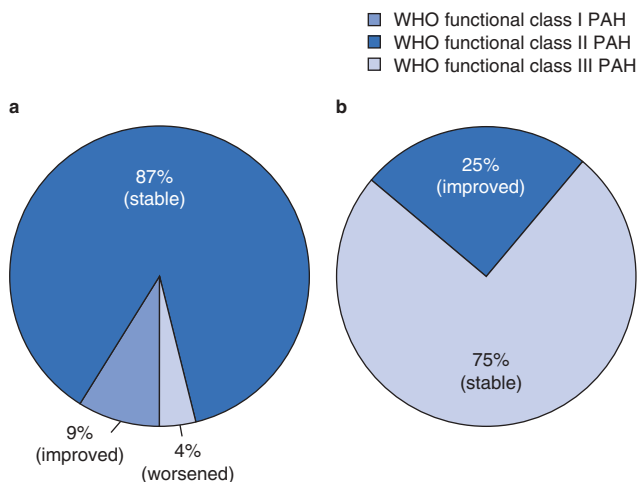 WHO functional class I PAH
WHO functional class II PAH
WHO functional class III PAH
a
87%
(stable)
9%
(improved)
4%
(worsened)
b
25%
(improved)
75%
(stable)